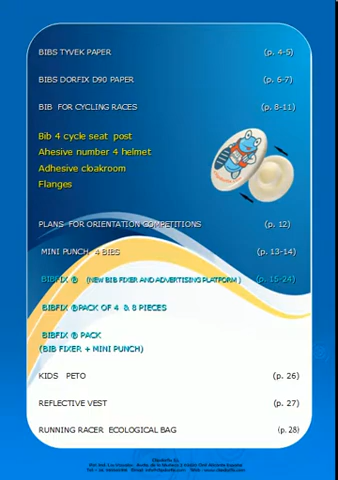 BIBS TYVEK PAPER (p. 4-5)
BIBS DORFIX D90 PAPER (p. 6-7)
BIB FOR CYCLING RACES (p. 8-11)
Bib 4 cycle seat post
Ahesive number 4 helmet
Adhesive cloakroom
Flanges
PLANS FOR ORIENTATION COMPETITIONS (p. 12)
MINI PUNCH 4 BIBS (p. 13-14)
BIBFIX ® (NEW BIB FIXER AND ADVERTISING PLATFORM ) (p. 15-24)
BIBFIX ®PACK OF 4 & 8 PIECES
BIBFIX ® PACK
(BIB FIXER + MINI PUNCH)
KIDS PETO (p. 26)
REFLECTIVE VEST (p. 27)
RUNNING RACER ECOLOGICAL BAG (p. 28)